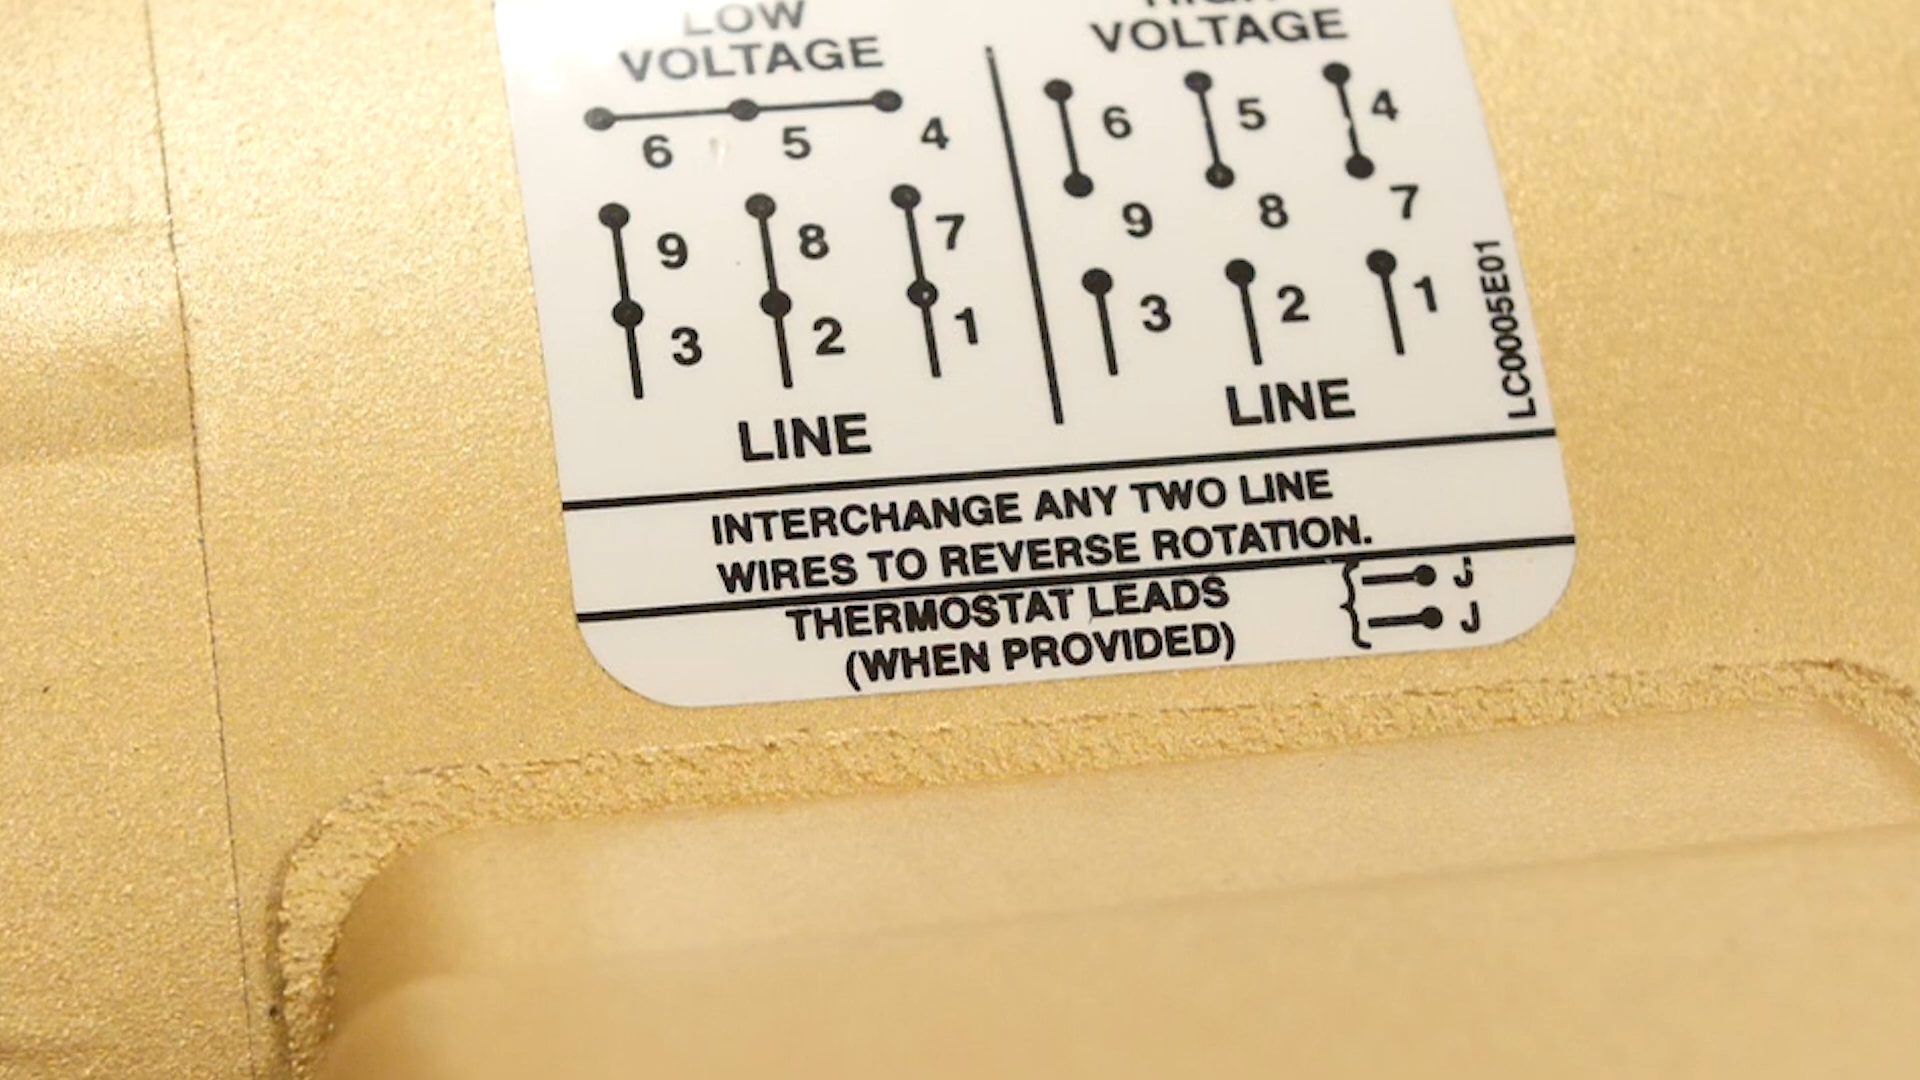 LOW
VOLTAGE
6 5 4
9 8 7
3 2 1
LINE
HIGH
VOLTAGE
6 5 4
9 8 7
3 2 1
LINE
LC0005E01
INTERCHANGE ANY TWO LINE
WIRES TO REVERSE ROTATION.
THERMOSTAT LEADS
(WHEN PROVIDED)
J
J